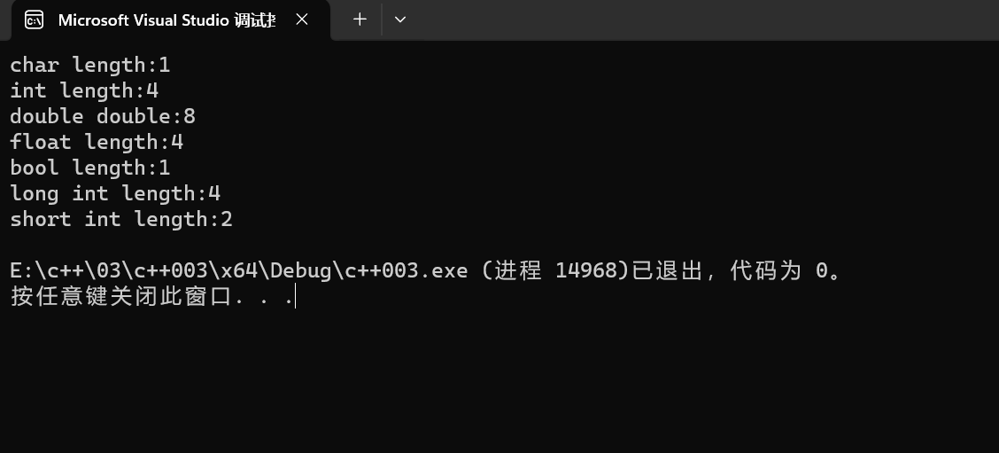 Microsoft Visual Studio 调试
char length:1
int length:4
double double:8
float length:4
bool length:1
long int length:4
short int length:2
E:\c++\03\c++003\x64\Debug\c++003.exe (进程 14968)已退出，代码为 0。
按任意键关闭此窗口. . .